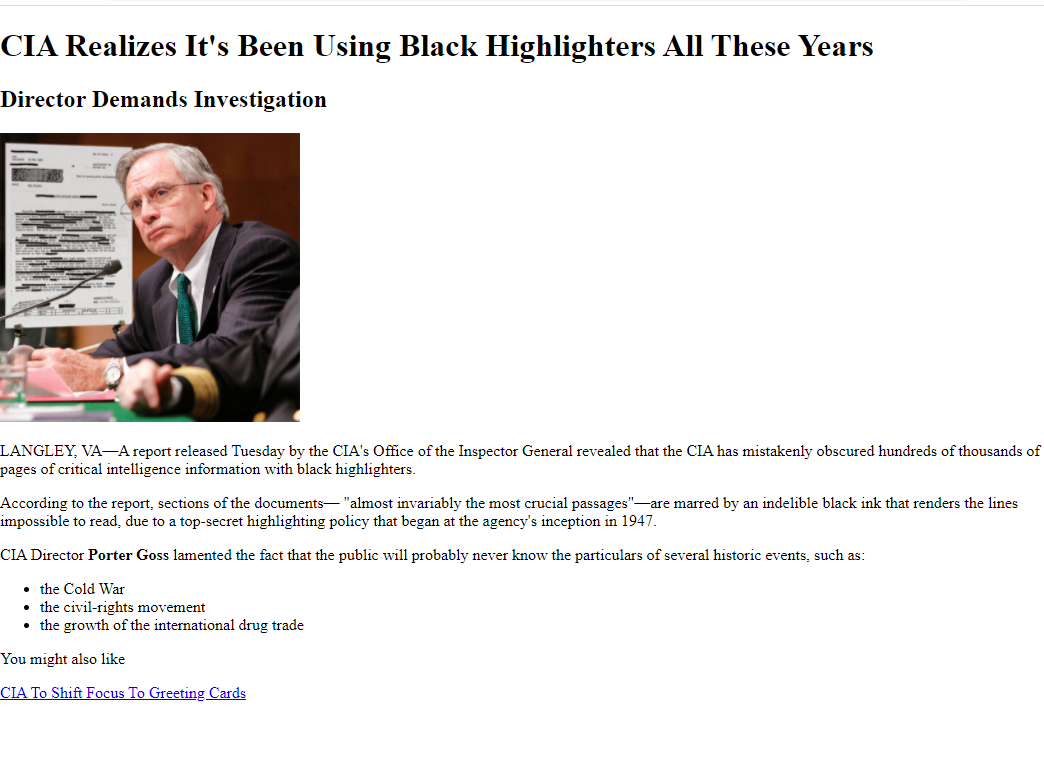 CIA Realizes It's Been Using Black Highlighters All These Years
Director Demands Investigation
LANGLEY, VA—A report released Tuesday by the CIA's Office of the Inspector General revealed that the CIA has mistakenly obscured hundreds of thousands of
pages of critical intelligence information with black highlighters.
According to the report, sections of the documents— "almost invariably the most crucial passages"—are marred by an indelible black ink that renders the lines
impossible to read, due to a top-secret highlighting policy that began at the agency's inception in 1947.
CIA Director Porter Goss lamented the fact that the public will probably never know the particulars of several historic events, such as:
• the Cold War
• the civil-rights movement
• the growth of the international drug trade
You might also like
CIA To Shift Focus To Greeting Cards